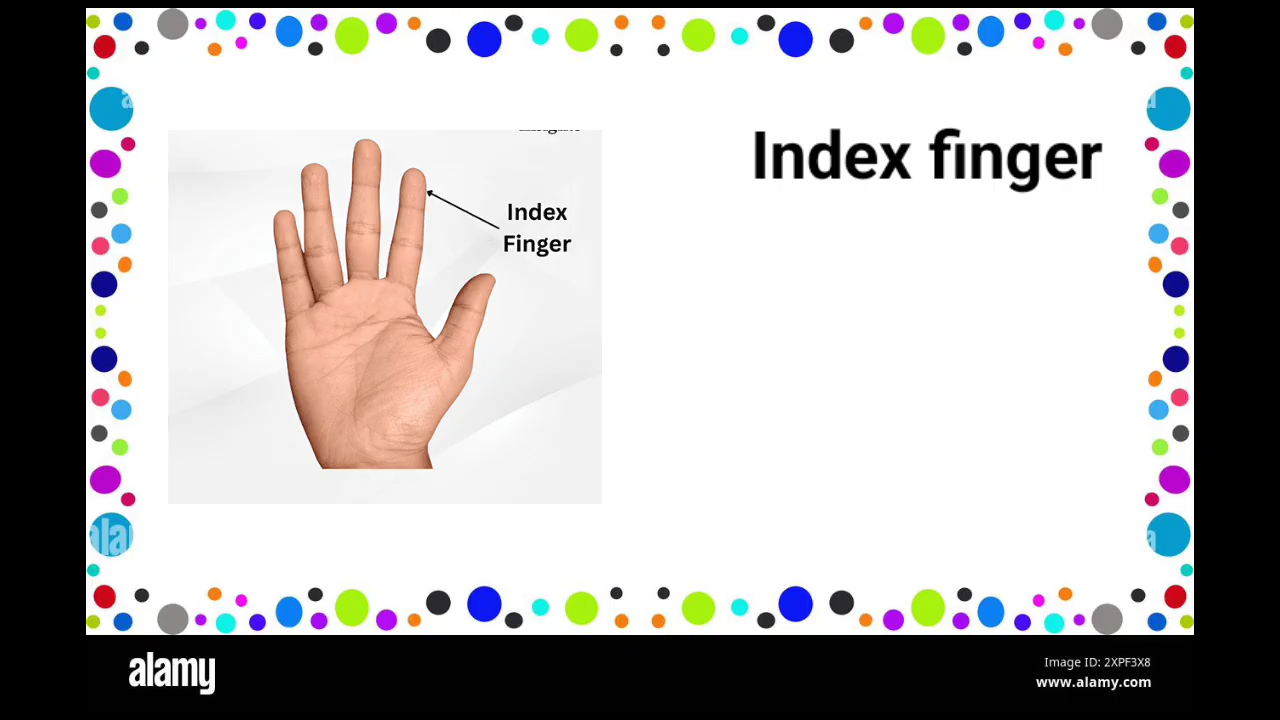 Index finger
Index
Finger
alamy
Image ID: 2XPF3X8
www.alamy.com